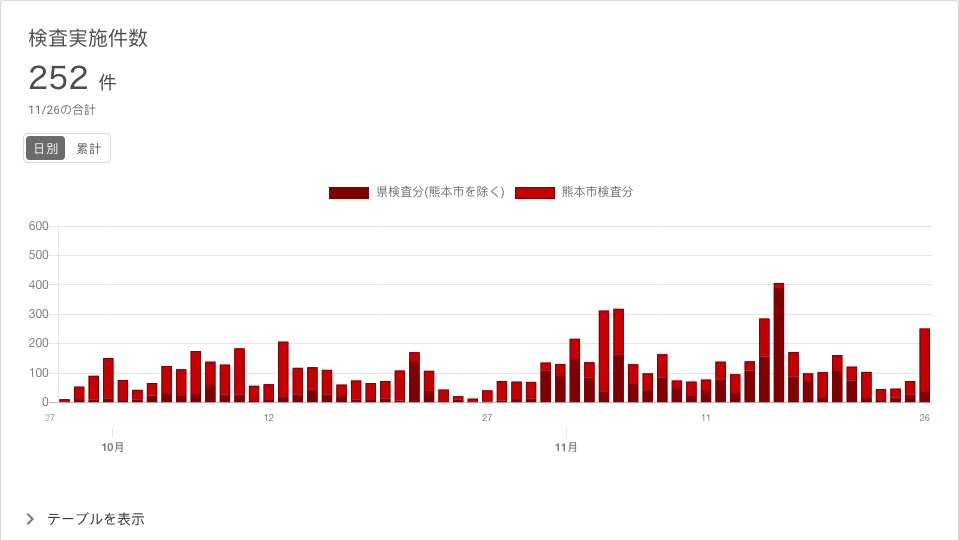 検査実施件数
252 件
11/26の合計
日別 累計
県検査分(熊本市を除く) 熊本市検査分
600
500
400
300
200
100
0
27 12 27 11 26
10月 11月
テーブルを表示